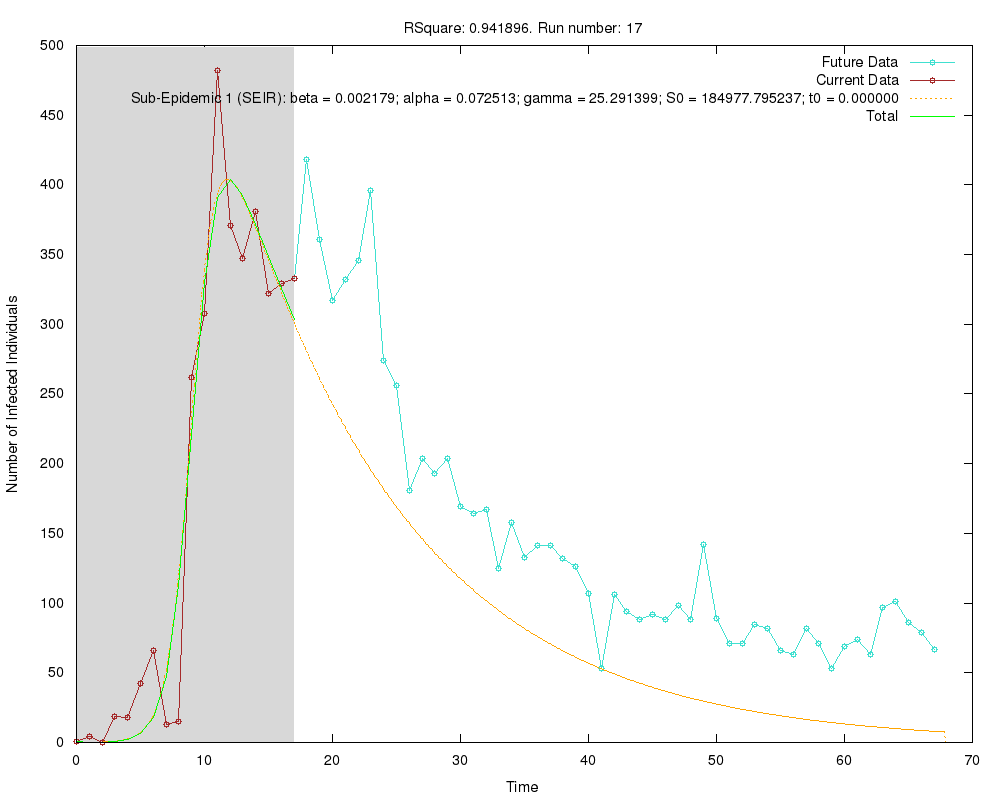 RSquare: 0.941896. Run number: 17
Future Data
Current Data
Sub-Epidemic 1 (SEIR): beta = 0.002179; alpha = 0.072513; gamma = 25.291399; S0 = 184977.795237; t0 = 0.000000
Total
500
450
400
350
300
250
200
150
100
50
0
Number of Infected Individuals
0 10 20 30 40 50 60 70
Time